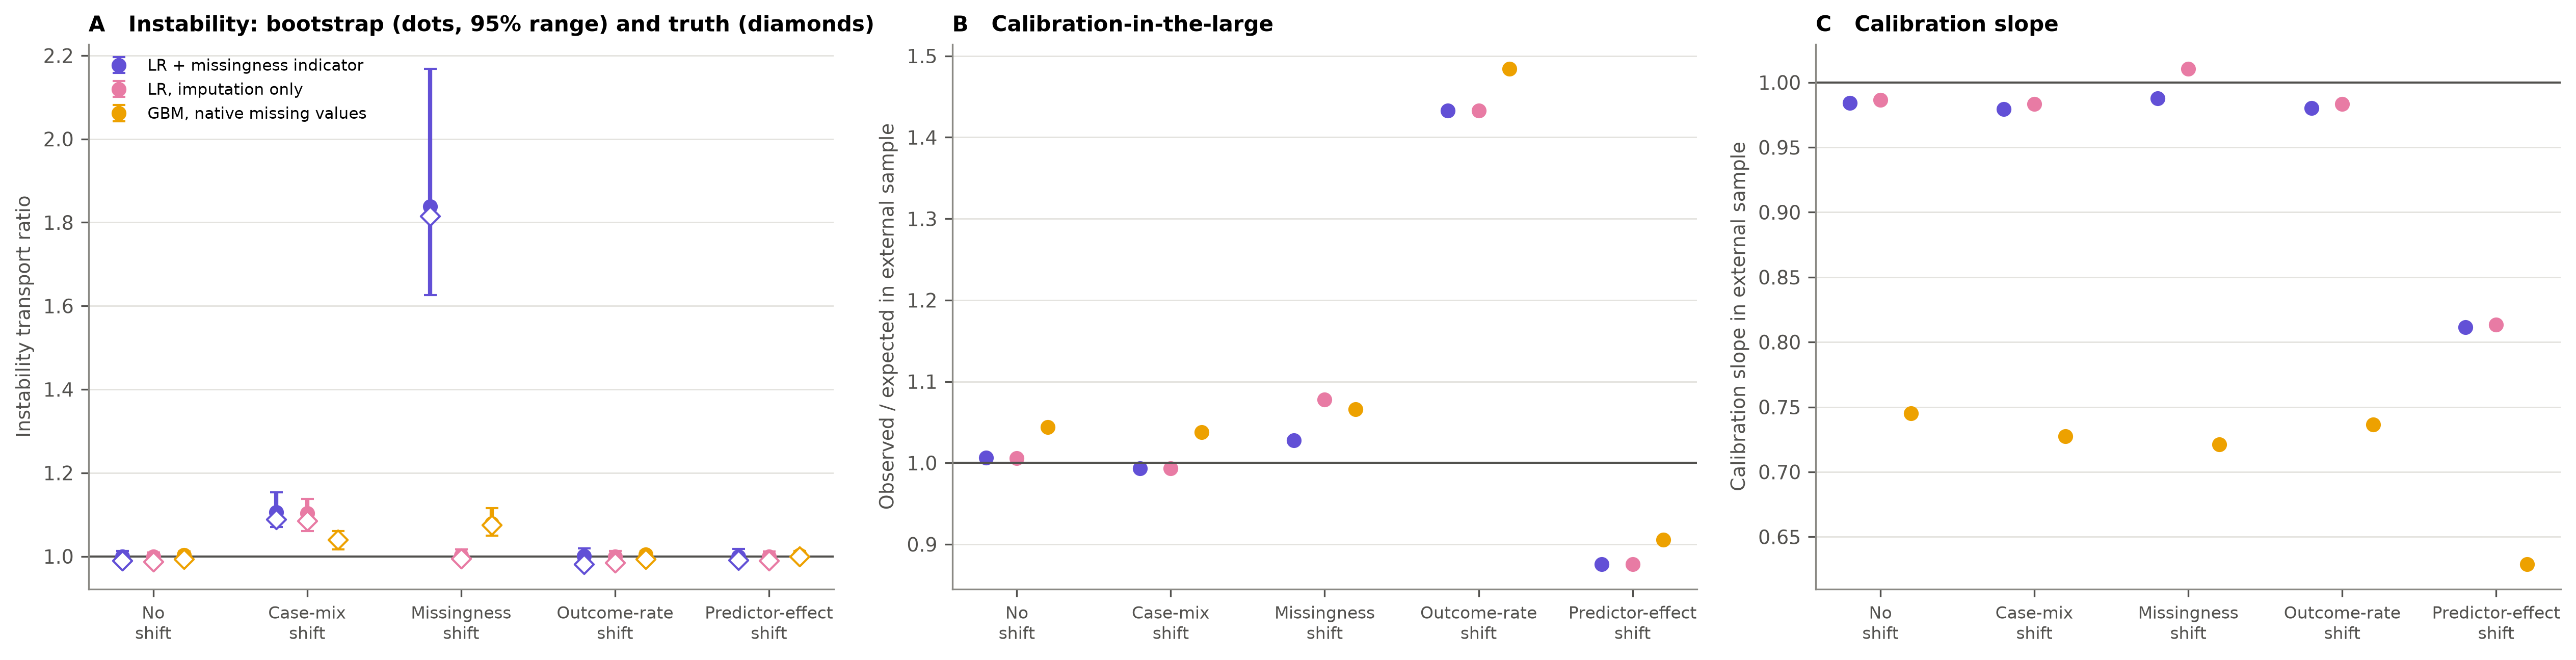 A Instability: bootstrap (dots, 95% range) and truth (diamonds)
Instability transport ratio
2.2
2.0
1.8
1.6
1.4
1.2
1.0
LR + missingness indicator
LR, imputation only
GBM, native missing values
No
shift
Case-mix
shift
Missingness
shift
Outcome-rate
shift
Predictor-effect
shift
B Calibration-in-the-large
Observed / expected in external sample
1.5
1.4
1.3
1.2
1.1
1.0
0.9
No
shift
Case-mix
shift
Missingness
shift
Outcome-rate
shift
Predictor-effect
shift
C Calibration slope
Calibration slope in external sample
1.00
0.95
0.90
0.85
0.80
0.75
0.70
0.65
No
shift
Case-mix
shift
Missingness
shift
Outcome-rate
shift
Predictor-effect
shift